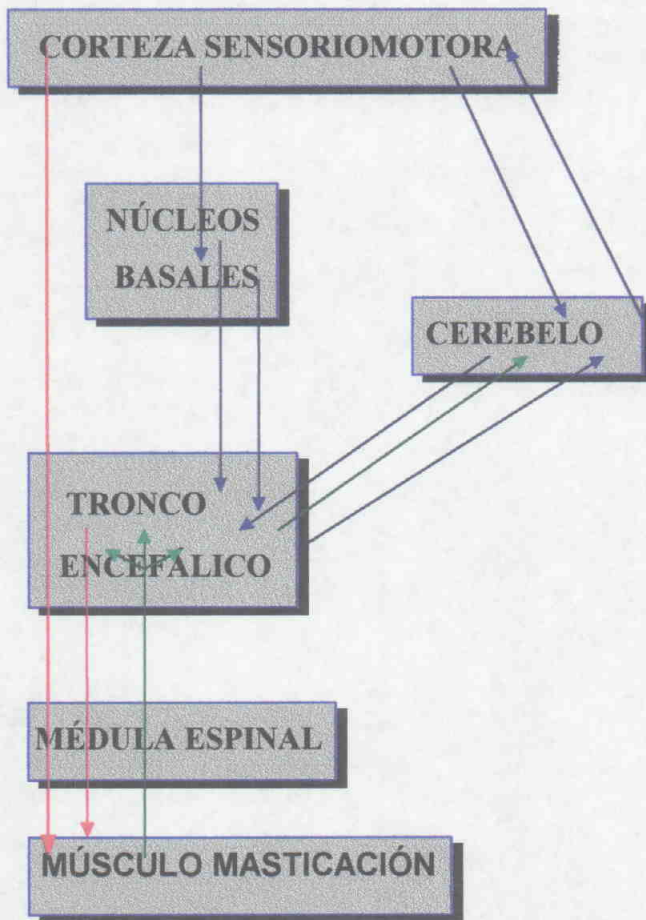 CORTEZA SENSORIOMOTORA
NÚCLEOS
BASALES
CEREBELO
TRONCO
ENCEFÁLICO
MÉDULA ESPINAL
MÚSCULO MASTICACIÓN